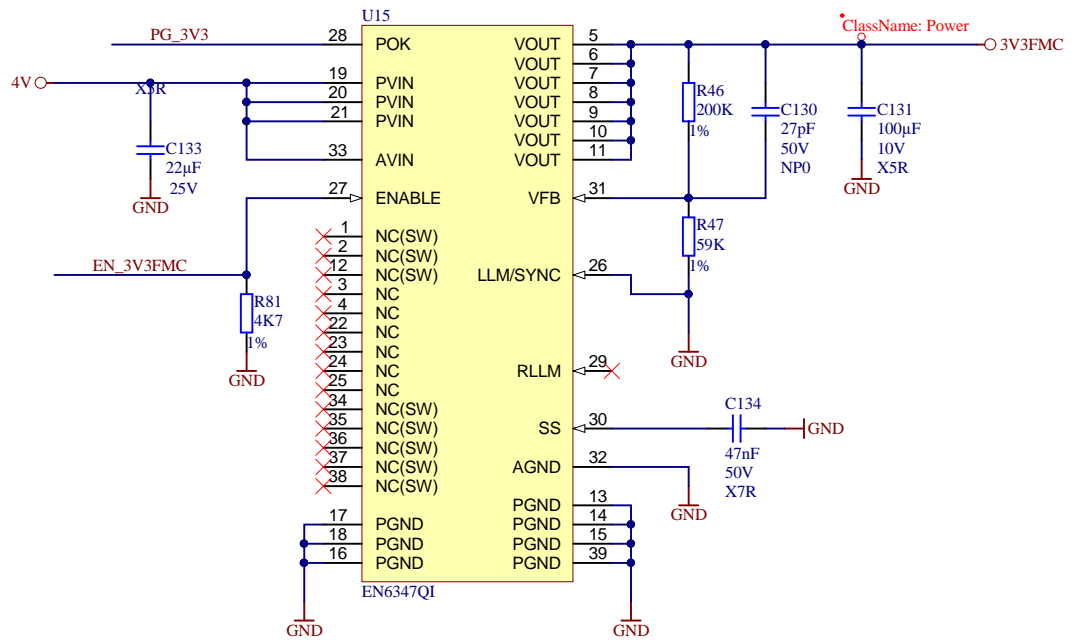 U15
ClassName: Power
PG_3V3
28
POK
VOUT
5
3V3FMC
VOUT
6
4V
19
PVIN
VOUT
7
X5R
R46
20
PVIN
VOUT
8
200K
C130
C131
21
PVIN
VOUT
9
27pF
100µF
1%
50V
10V
VOUT
10
NP0
X5R
C133
33
AVIN
VOUT
11
22µF
25V
GND
GND
27
ENABLE
VFB
31
R47
59K
1%
1
NC(SW)
2
NC(SW)
EN_3V3FMC
12
NC(SW)
LLM/SYNC
26
3
NC
R81
4K7
1%
4
NC
22
NC
23
NC
GND
GND
24
NC
RLLM
29
25
NC
34
NC(SW)
C134
35
NC(SW)
SS
30
GND
36
NC(SW)
47nF
50V
X7R
37
NC(SW)
AGND
32
38
NC(SW)
GND
PGND
13
17
PGND
PGND
14
18
PGND
PGND
15
16
PGND
PGND
39
EN6347QI
GND
GND